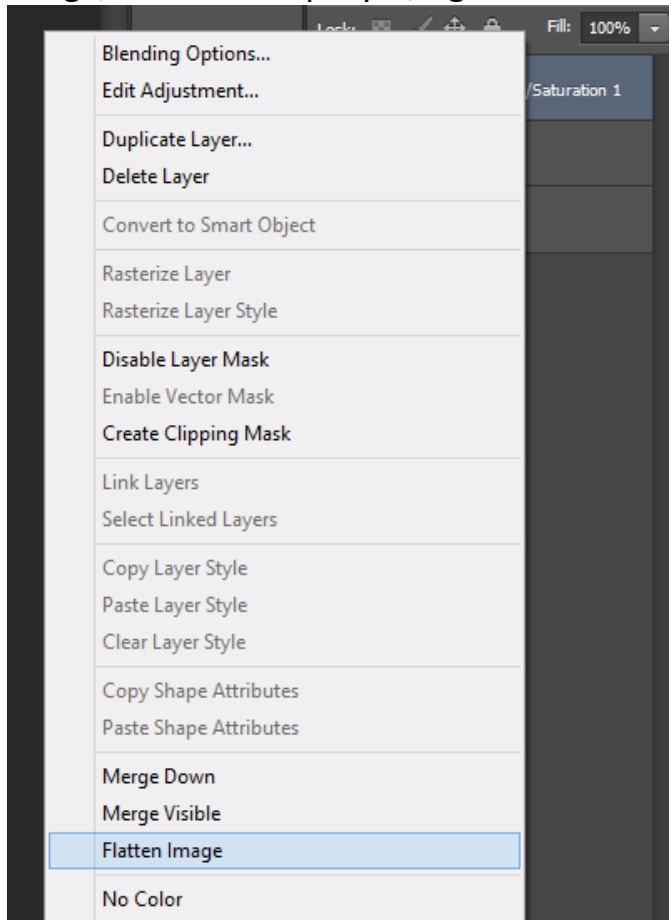 Fill: 100%
Blending Options...
Edit Adjustment...
/Saturation 1
Duplicate Layer...
Delete Layer
Convert to Smart Object
Rasterize Layer
Rasterize Layer Style
Disable Layer Mask
Enable Vector Mask
Create Clipping Mask
Link Layers
Select Linked Layers
Copy Layer Style
Paste Layer Style
Clear Layer Style
Copy Shape Attributes
Paste Shape Attributes
Merge Down
Merge Visible
Flatten Image
No Color